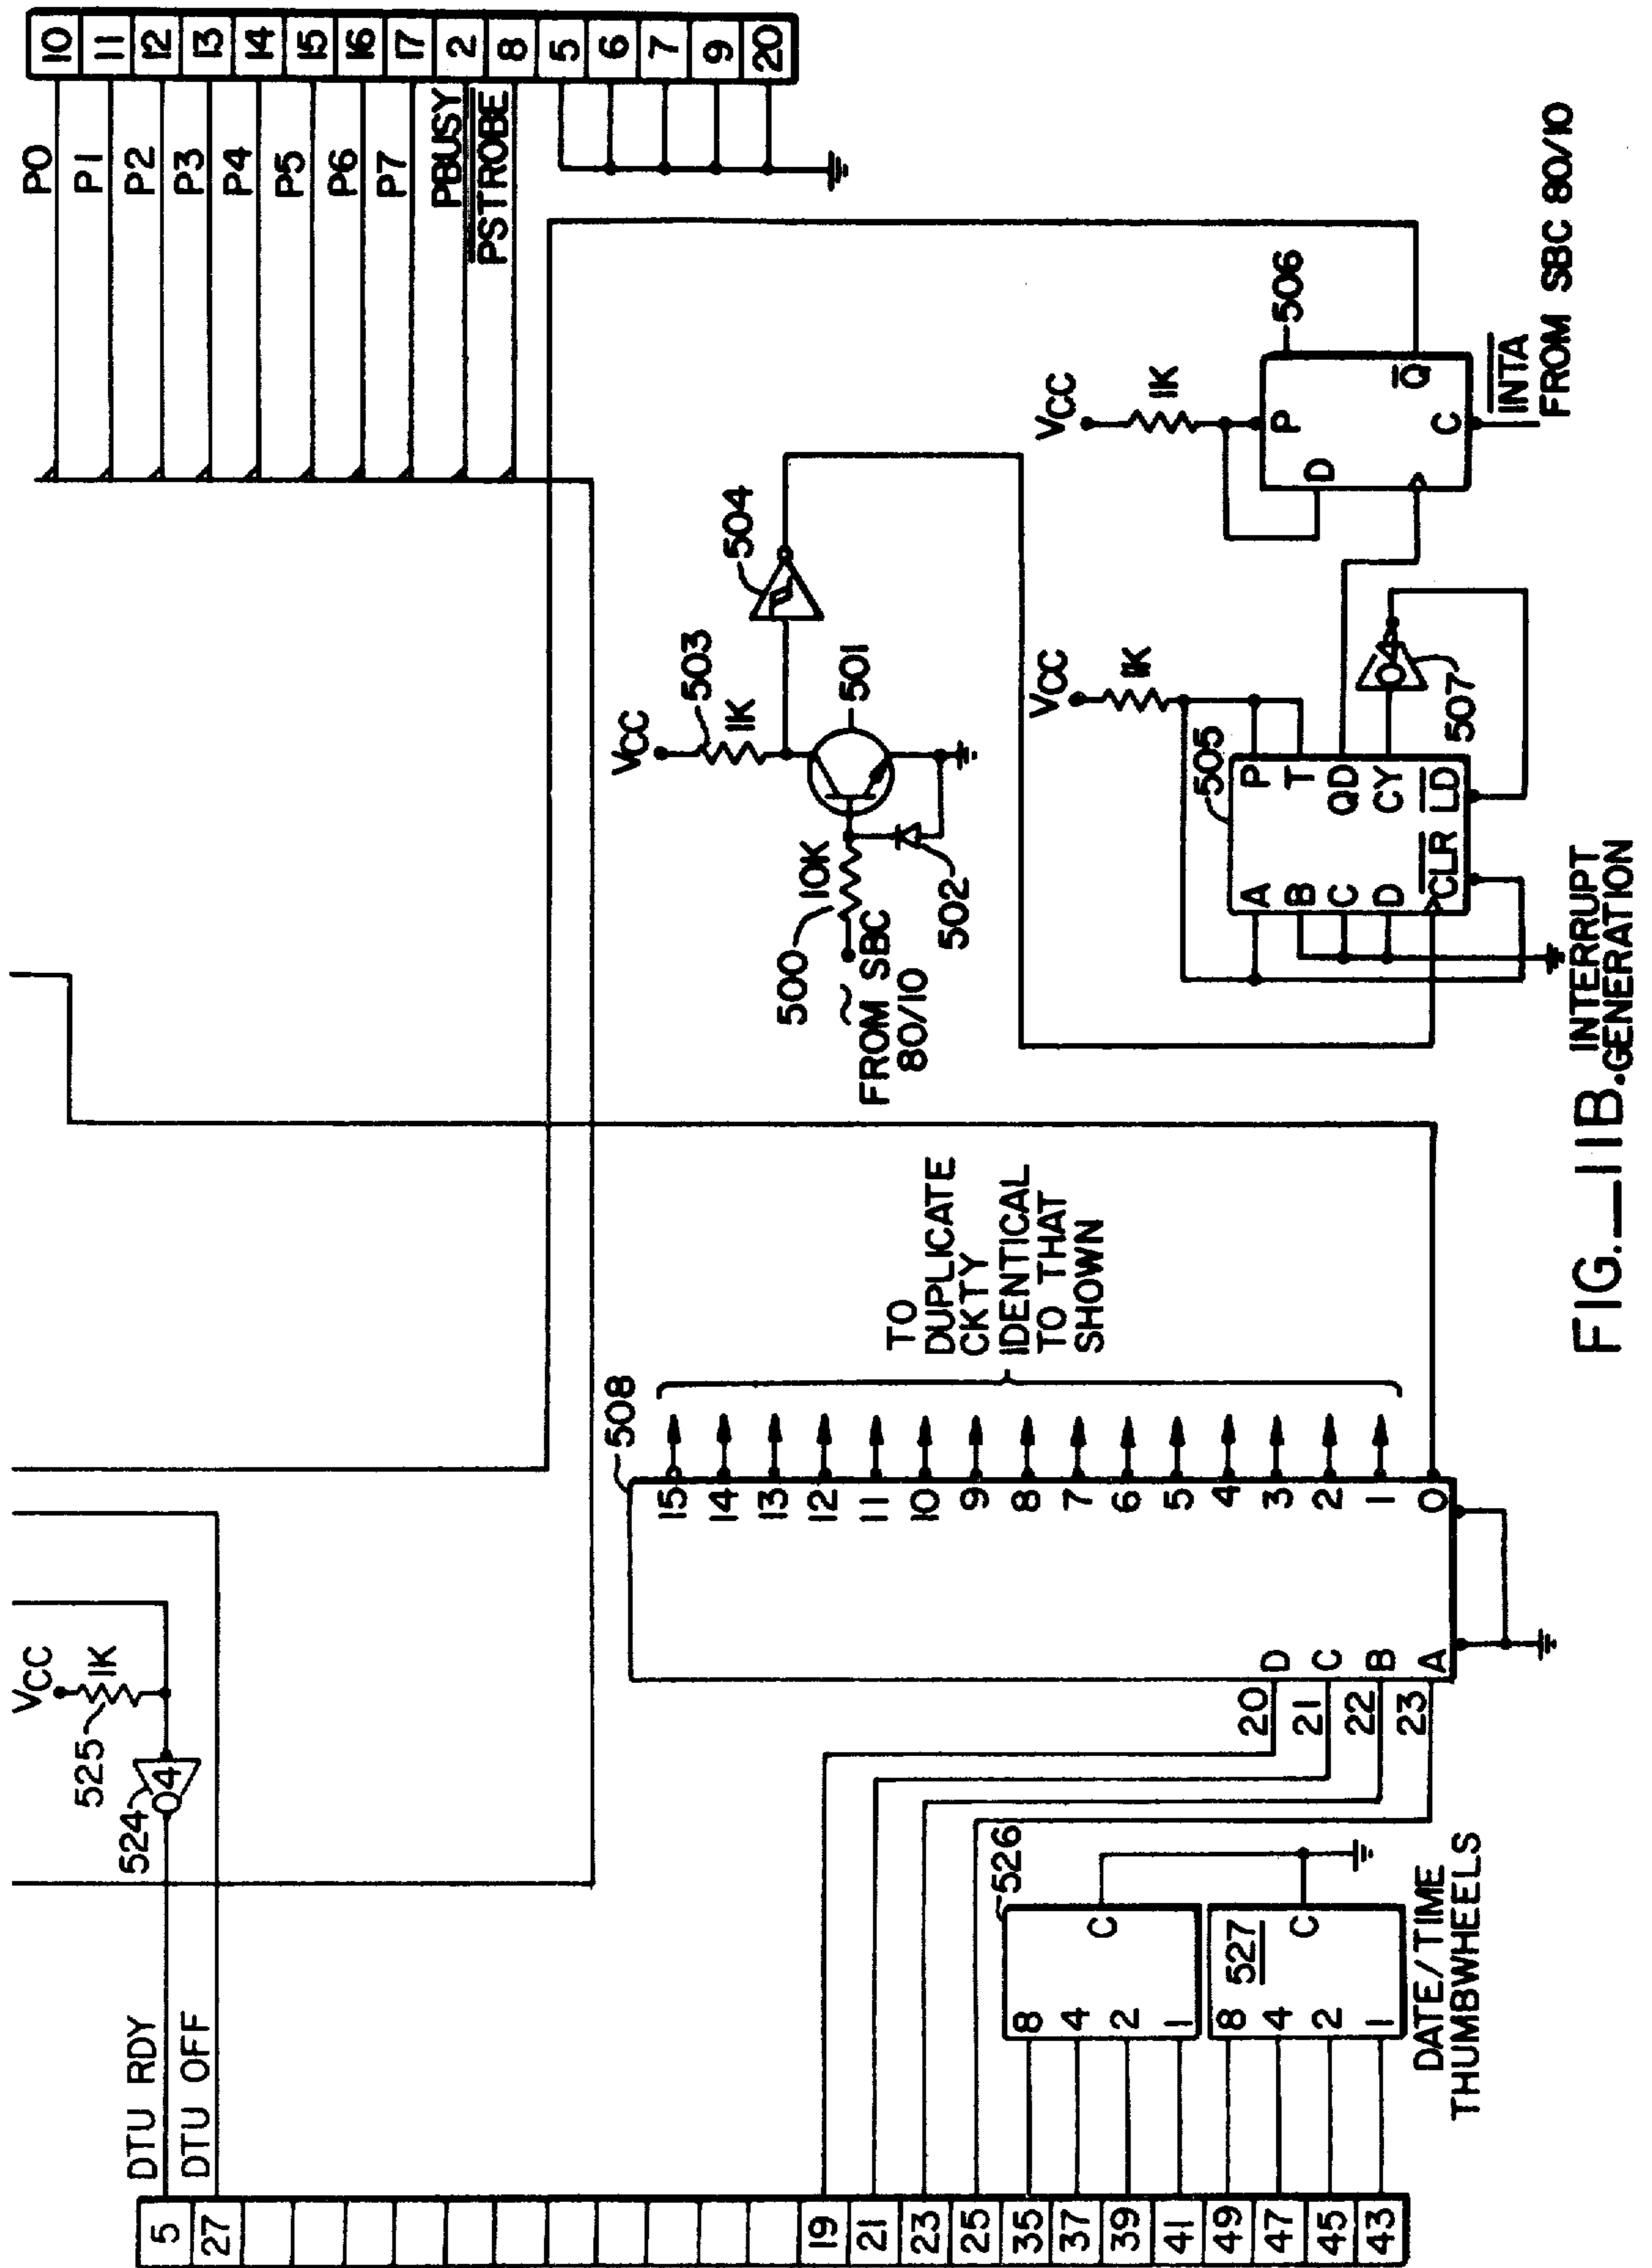 10
11
12
13
14
15
16
17
2
8
5
6
7
9
20
P0
P1
P2
P3
P4
P5
P6
P7
PBUSY
PSTROBE
VCC
1K
525
524
04
DTU RDY
DTU OFF
5
27
19
21
23
25
35
37
39
41
49
47
45
43
20
21
22
23
D
C
B
A
508
15
14
13
12
11
10
9
8
7
6
5
4
3
2
1
0
TO
DUPLICATE
CKTY
IDENTICAL
TO THAT
SHOWN
526
8
4
2
1
C
527
8
4
2
1
C
DATE/TIME
THUMBWHEELS
VCC
503
1K
504
501
500
10K
~
FROM SBC
80/10
502
VCC
1K
505
P
T
QD
CY
LD
CLR
A
B
C
D
04
507
VCC
1K
506
P
D
Q
C
INTA
FROM SBC 80/10
FIG._11B.
INTERRUPT
GENERATION